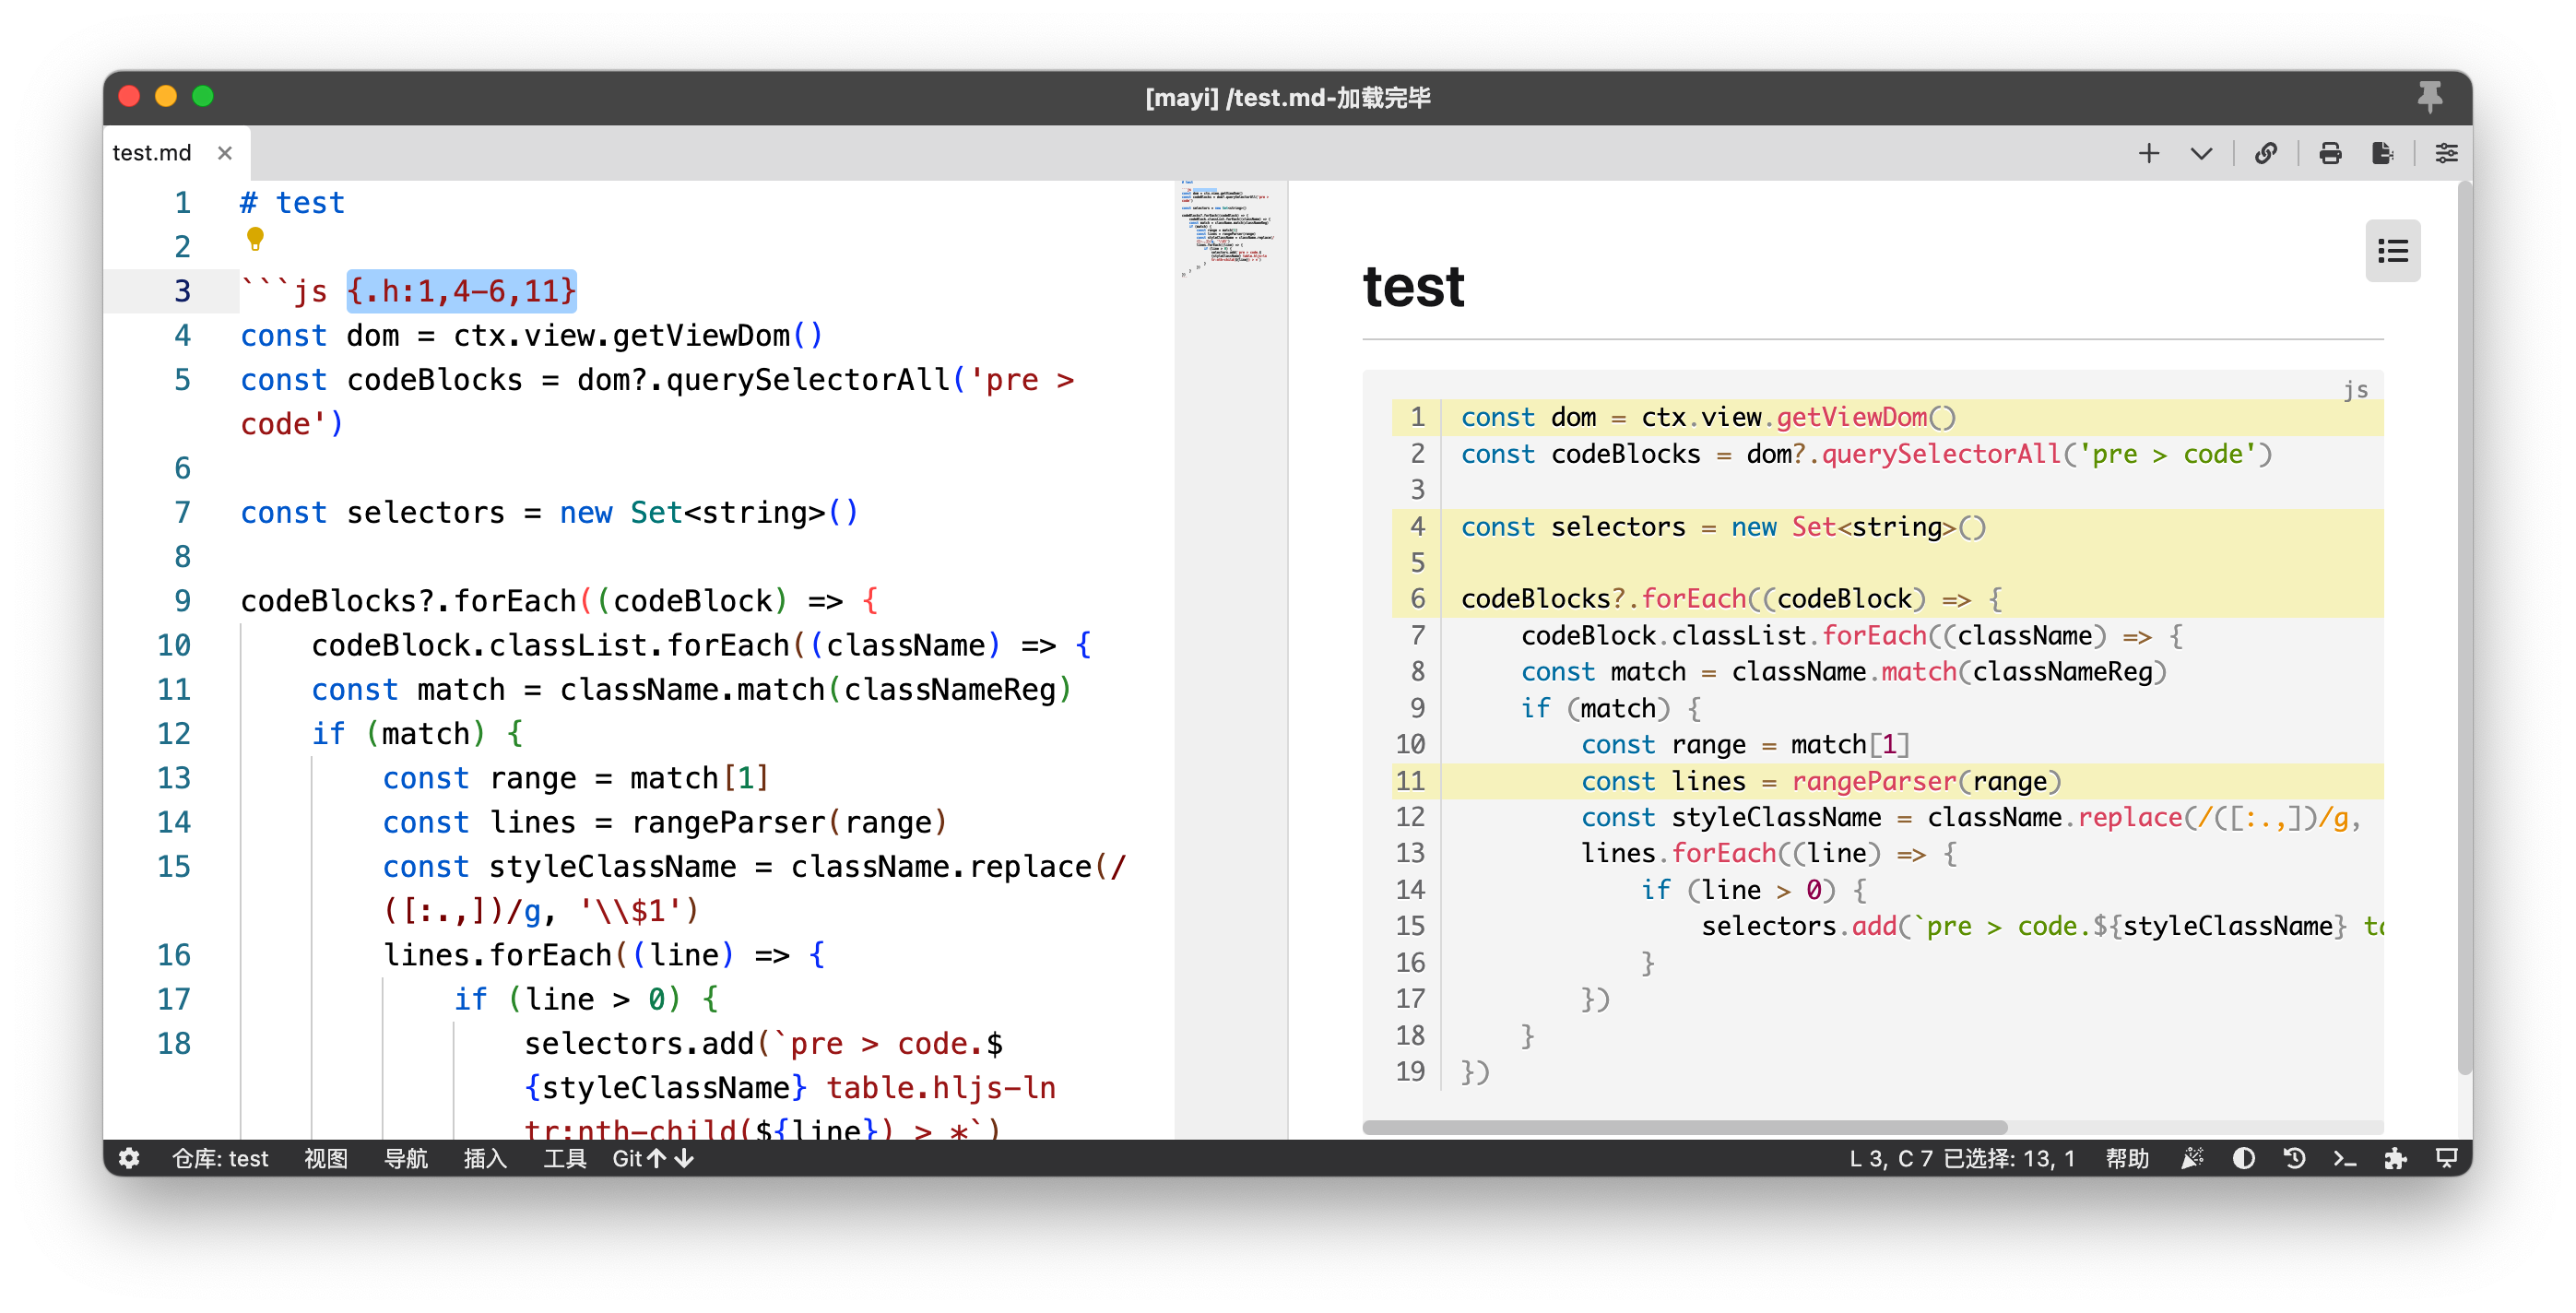 [mayi] /test.md-加载完毕
test.md
1 # test
2
3 ```js {.h:1,4-6,11}
4 const dom = ctx.view.getViewDom()
5 const codeBlocks = dom?.querySelectorAll('pre >
code')
6
7 const selectors = new Set<string>()
8
9 codeBlocks?.forEach((codeBlock) => {
10 codeBlock.classList.forEach((className) => {
11 const match = className.match(classNameReg)
12 if (match) {
13 const range = match[1]
14 const lines = rangeParser(range)
15 const styleClassName = className.replace(/
([:.,])/g, '\\$1')
16 lines.forEach((line) => {
17 if (line > 0) {
18 selectors.add(`pre > code.$
{styleClassName} table.hljs-ln
tr:nth-child(${line}) > *`)
test
js
1 const dom = ctx.view.getViewDom()
2 const codeBlocks = dom?.querySelectorAll('pre > code')
3
4 const selectors = new Set<string>()
5
6 codeBlocks?.forEach((codeBlock) => {
7 codeBlock.classList.forEach((className) => {
8 const match = className.match(classNameReg)
9 if (match) {
10 const range = match[1]
11 const lines = rangeParser(range)
12 const styleClassName = className.replace(/([:.,])/g,
13 lines.forEach((line) => {
14 if (line > 0) {
15 selectors.add(`pre > code.${styleClassName}
16 }
17 })
18 }
19 })
仓库: test 视图 导航 插入 工具 Git
L 3, C 7 已选择: 13, 1 帮助